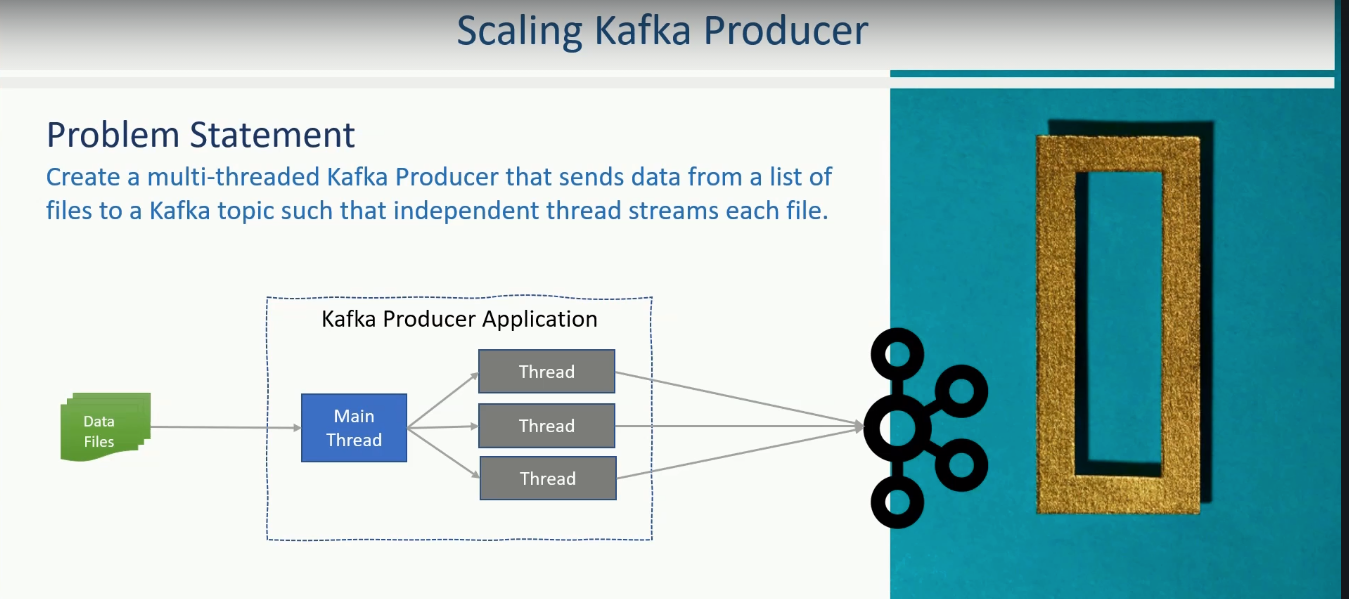 Scaling Kafka Producer
Problem Statement
Create a multi-threaded Kafka Producer that sends data from a list of
files to a Kafka topic such that independent thread streams each file.
Kafka Producer Application
Data
Files
Main
Thread
Thread
Thread
Thread